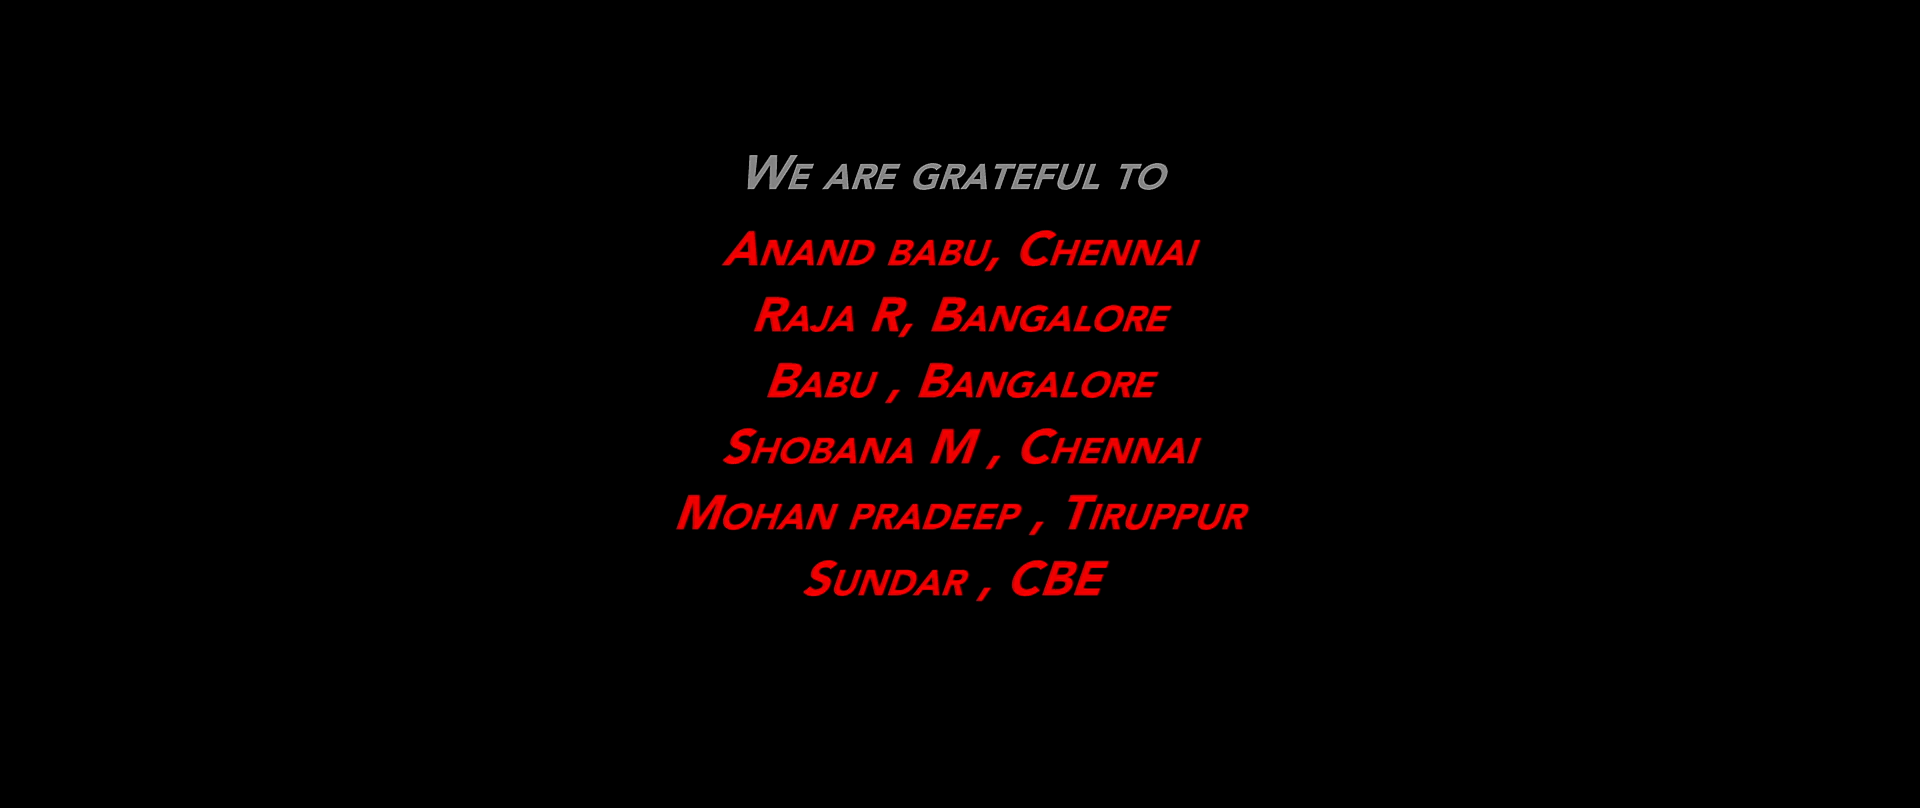 We are grateful to
Anand babu, Chennai
Raja R, Bangalore
Babu , Bangalore
Shobana M , Chennai
Mohan pradeep , Tiruppur
Sundar , CBE